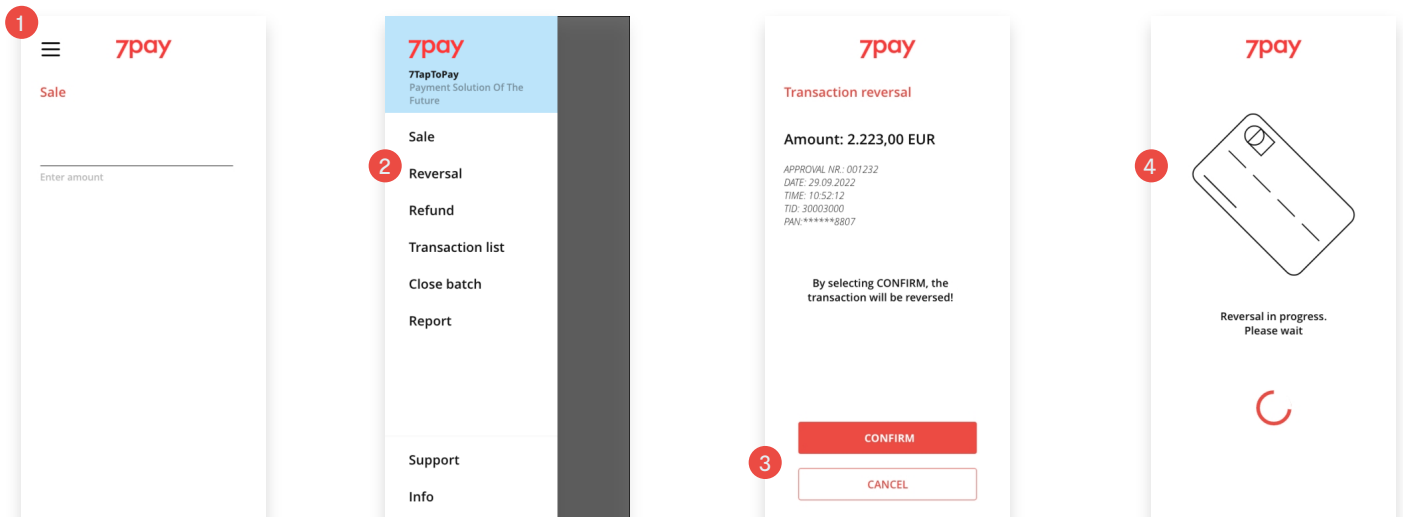 1
7pay
Sale
Enter amount
7pay
7TapToPay
Payment Solution Of The
Future
Sale
2
Reversal
Refund
Transaction list
Close batch
Report
Support
Info
7pay
Transaction reversal
Amount: 2.223,00 EUR
APPROVAL NR.: 001232
DATE: 29.09.2022
TIME: 10:52:12
TID: 30003000
PAN:******8807
By selecting CONFIRM, the
transaction will be reversed!
CONFIRM
3
CANCEL
7pay
4
Reversal in progress.
Please wait